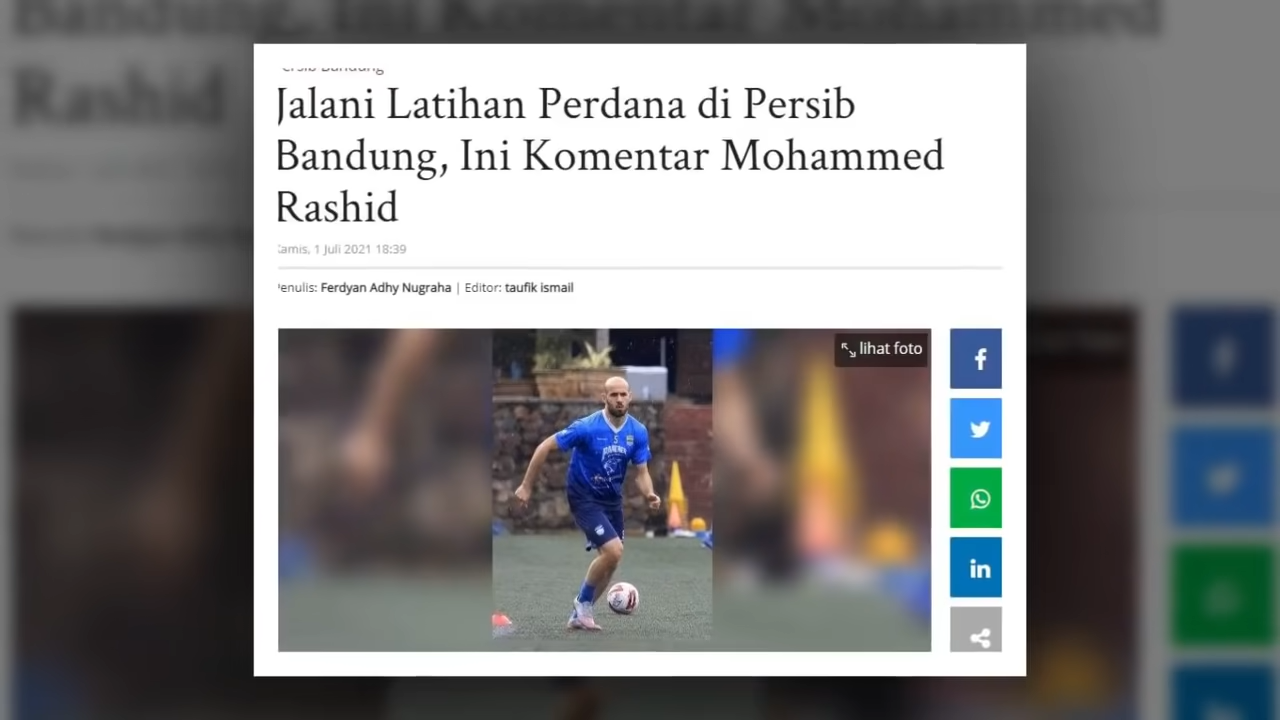 Jalani Latihan Perdana di Persib
Bandung, Ini Komentar Mohammed
Rashid
1 Juli 2021 18:39
Ferdyan Adhy Nugraha | Editor: taufik ismail
lihat foto